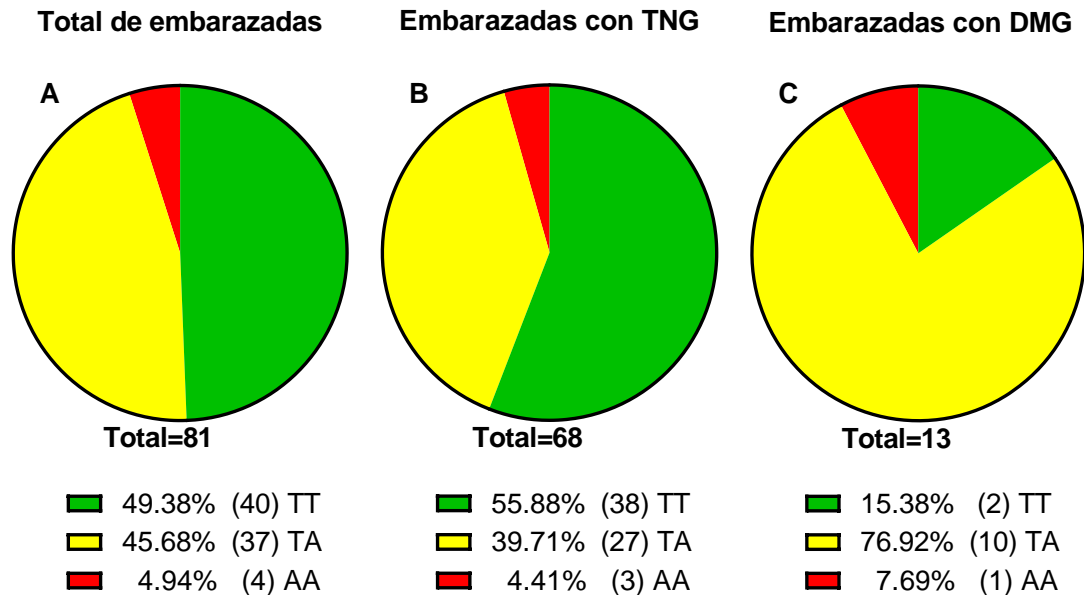 Total de embarazadas
Embarazadas con TNG
Embarazadas con DMG
A
B
C
Total=81
Total=68
Total=13
49.38% (40) TT
45.68% (37) TA
4.94% (4) AA
55.88% (38) TT
39.71% (27) TA
4.41% (3) AA
15.38% (2) TT
76.92% (10) TA
7.69% (1) AA